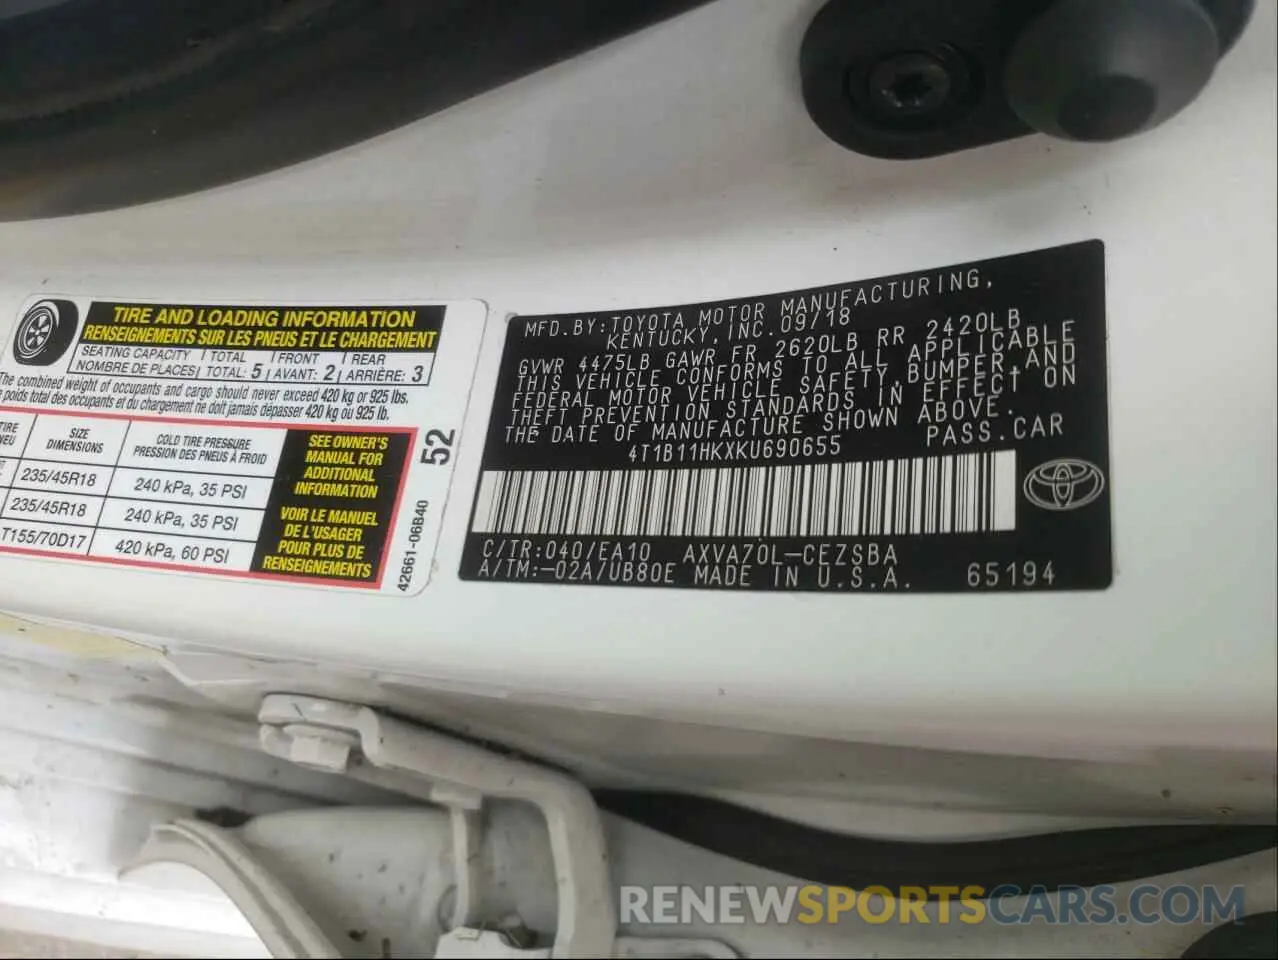 TIRE AND LOADING INFORMATION
RENSEIGNEMENTS SUR LES PNEUS ET LE CHARGEMENT
SEATING CAPACITY TOTAL FRONT REAR
NOMBRE DE PLACES TOTAL: 5 AVANT: 2 ARRIÈRE: 3
The combined weight of occupants and cargo should never exceed 420 kg or 925 lbs.
poids total des occupants et du chargement ne doit jamais dépasser 420 kg ou 925 lb.
SIZE COLD TIRE PRESSURE
DIMENSIONS PRESSION DES PNEUS À FROID
235/45R18 240 kPa, 35 PSI
235/45R18 240 kPa, 35 PSI
T155/70D17 420 kPa, 60 PSI
SEE OWNER'S
MANUAL FOR
ADDITIONAL
INFORMATION
VOIR LE MANUEL
DE L'USAGER
POUR PLUS DE
RENSEIGNEMENTS
52
42661-06B40
MFD.BY:TOYOTA MOTOR MANUFACTURING,
KENTUCKY, INC.09/18
GVWR 4475LB GAWR FR 2620LB RR 2420LB
THIS VEHICLE CONFORMS TO ALL APPLICABLE
FEDERAL MOTOR VEHICLE SAFETY,BUMPER,AND
THEFT PREVENTION STANDARDS IN EFFECT ON
THE DATE OF MANUFACTURE SHOWN ABOVE.
4T1B11HKXKU690655 PASS.CAR
C/TR:040/EA10 AXVA70L-CEZSBA
A/TM:-02A/UB80E MADE IN U.S.A. 65194
RENEWSPORTSCARS.COM